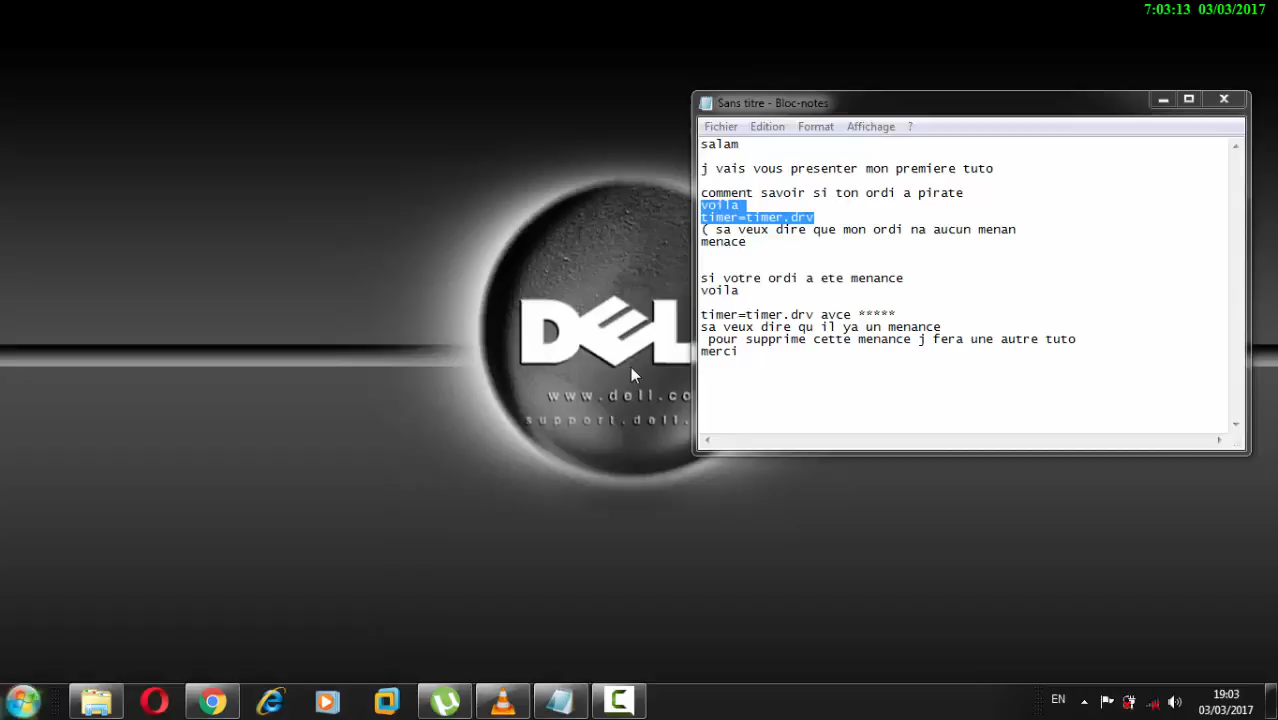 7:03:13 03/03/2017
Sans titre - Bloc-notes
Fichier Edition Format Affichage ?
salam
j vais vous presenter mon premiere tuto
comment savoir si ton ordi a pirate
voila
timer=timer.drv
( sa veux dire que mon ordi na aucun menan
menace
si votre ordi a ete menance
voila
timer=timer.drv avce *****
sa veux dire qu il ya un menance
pour supprime cette menance j fera une autre tuto
merci
DELL
www.dell.co
support.dell.
EN
19:03
03/03/2017